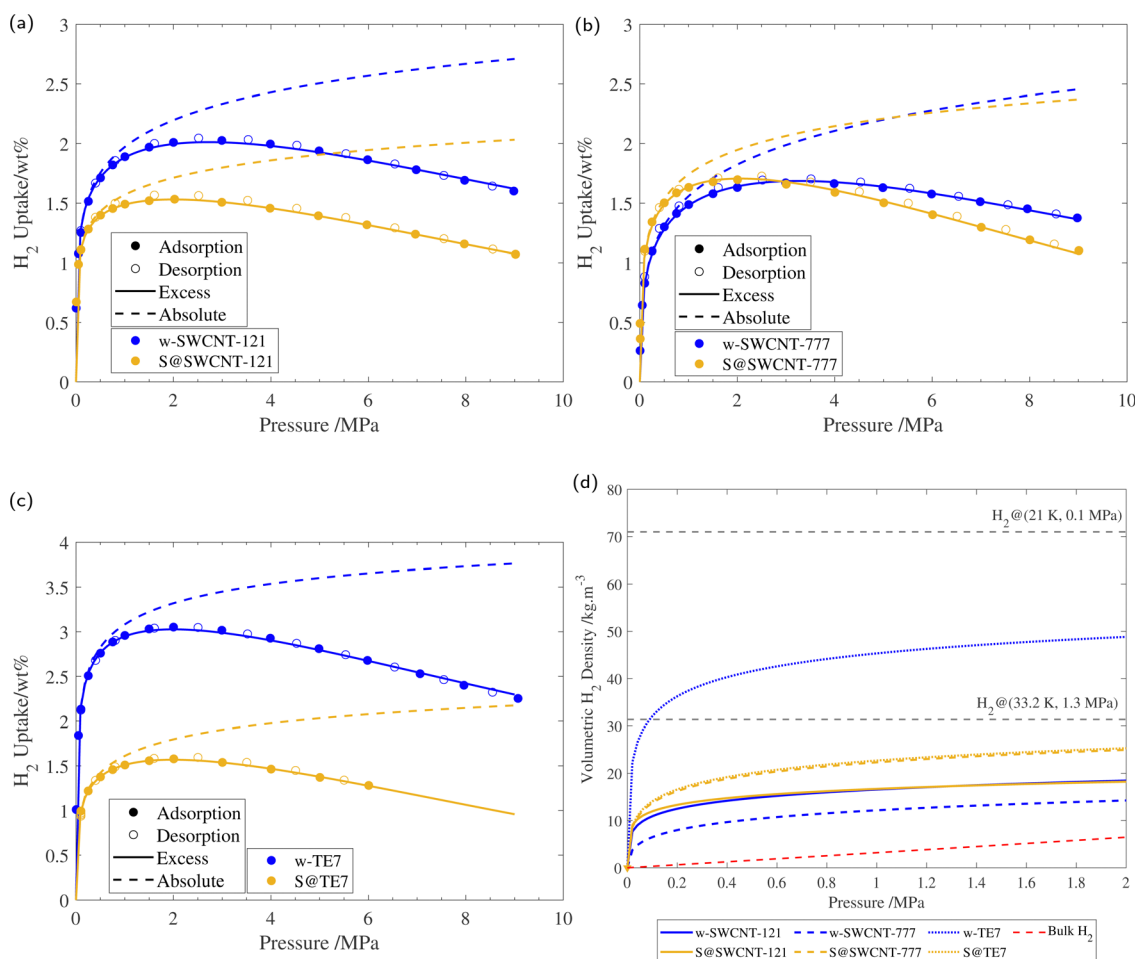 (a)
3
2.5
2
1.5
1
0.5
0
H2 Uptake/wt%
Adsorption
Desorption
Excess
Absolute
w-SWCNT-121
S@SWCNT-121
0 2 4 6 8 10
Pressure /MPa
(b)
3
2.5
2
1.5
1
0.5
0
H2 Uptake/wt%
Adsorption
Desorption
Excess
Absolute
w-SWCNT-777
S@SWCNT-777
0 2 4 6 8 10
Pressure /MPa
(c)
4
3.5
3
2.5
2
1.5
1
0.5
0
H2 Uptake/wt%
Adsorption
Desorption
Excess
Absolute
w-TE7
S@TE7
0 2 4 6 8 10
Pressure /MPa
(d)
80
70
60
50
40
30
20
10
0
Volumetric H2 Density /kg.m-3
H2@(21 K, 0.1 MPa)
H2@(33.2 K, 1.3 MPa)
0 0.2 0.4 0.6 0.8 1 1.2 1.4 1.6 1.8 2
Pressure /MPa
w-SWCNT-121 w-SWCNT-777 w-TE7 Bulk H2
S@SWCNT-121 S@SWCNT-777 S@TE7